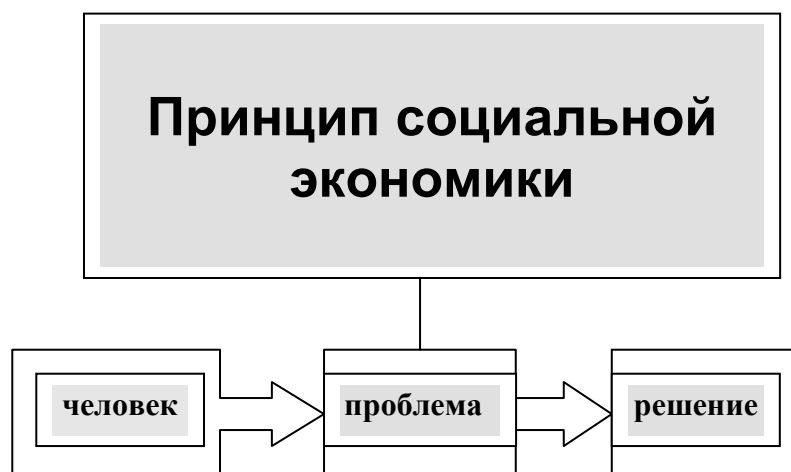 Принцип социальной
экономики
человек
проблема
решение